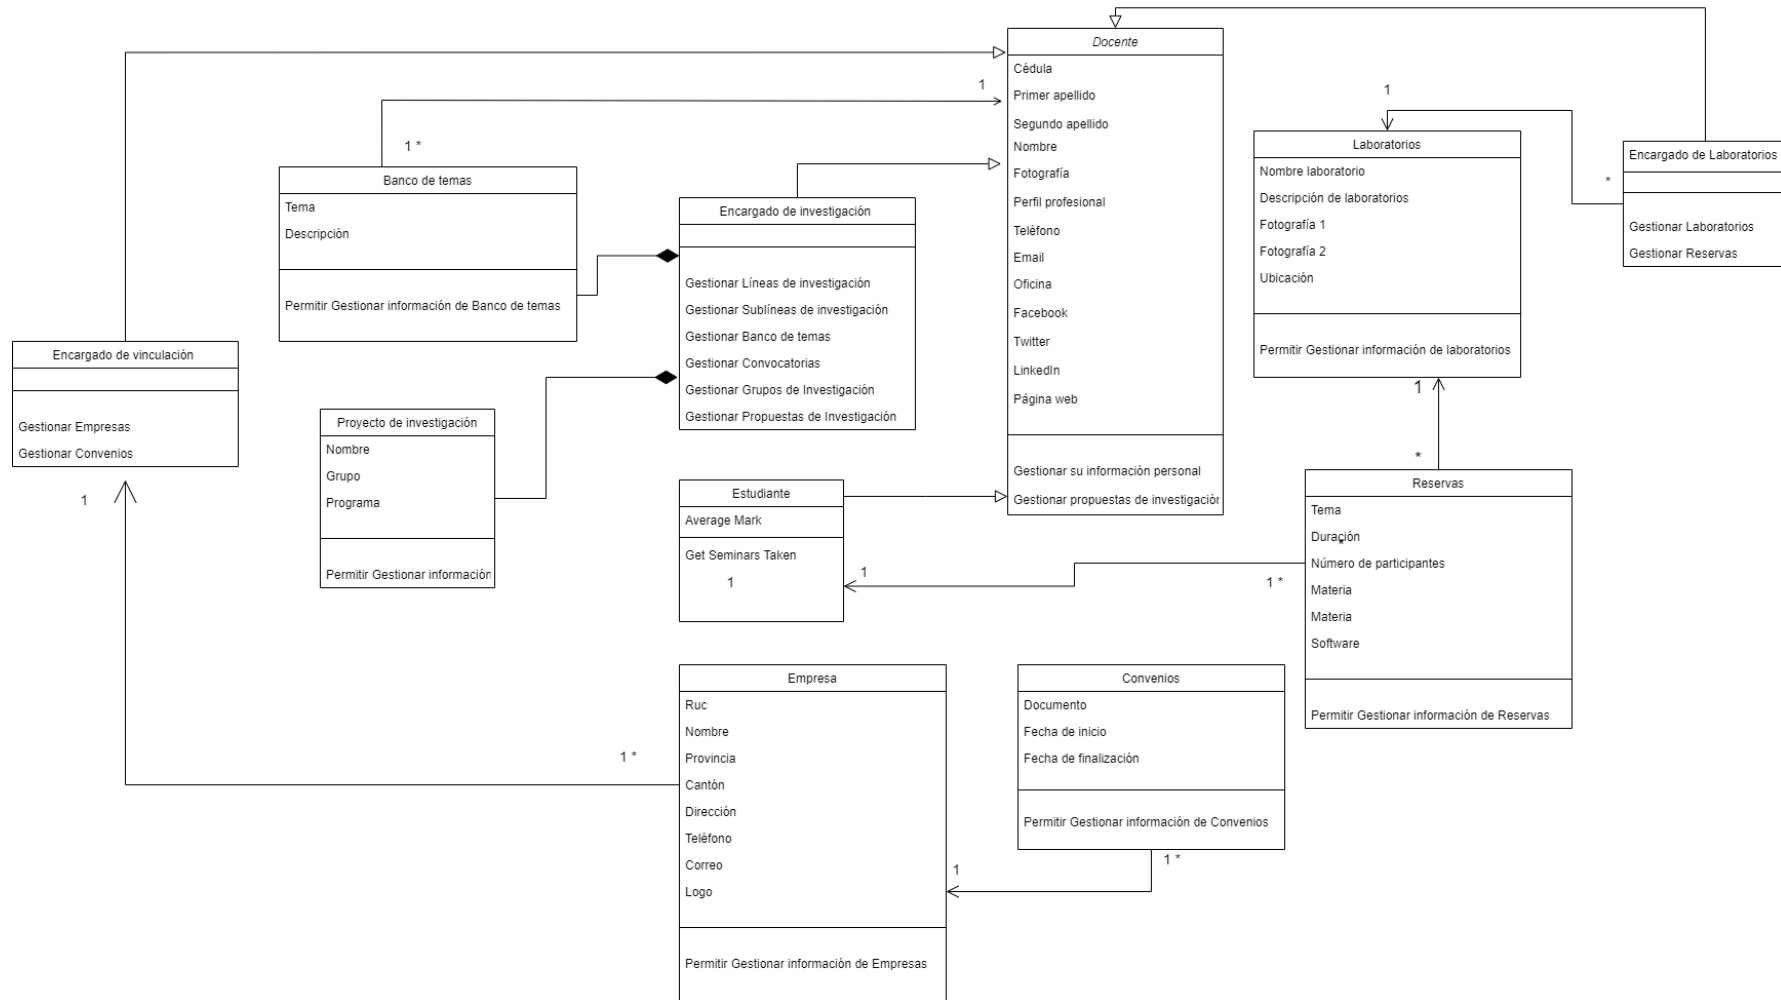 Docente
Cédula
Primer apellido
Segundo apellido
Nombre
Fotografía
Perfil profesional
Teléfono
Email
Oficina
Facebook
Twitter
LinkedIn
Página web
Gestionar su información personal
Gestionar propuestas de investigación
1
1 *
Banco de temas
Tema
Descripción
Permitir Gestionar información de Banco de temas
Encargado de investigación
Gestionar Líneas de investigación
Gestionar Sublíneas de investigación
Gestionar Banco de temas
Gestionar Convocatorias
Gestionar Grupos de Investigación
Gestionar Propuestas de Investigación
1
Laboratorios
Nombre laboratorio
Descripción de laboratorios
Fotografía 1
Fotografía 2
Ubicación
Permitir Gestionar información de laboratorios
*
Encargado de Laboratorios
Gestionar Laboratorios
Gestionar Reservas
Encargado de vinculación
Gestionar Empresas
Gestionar Convenios
1
Proyecto de investigación
Nombre
Grupo
Programa
Permitir Gestionar información
Estudiante
Average Mark
Get Seminars Taken
1
1
1 *
1
*
Reservas
Tema
Duración
*
Número de participantes
Materia
Materia
Software
Permitir Gestionar información de Reservas
1 *
Empresa
Ruc
Nombre
Provincia
Cantón
Dirección
Teléfono
Correo
Logo
Permitir Gestionar información de Empresas
Convenios
Documento
Fecha de inicio
Fecha de finalización
Permitir Gestionar información de Convenios
1 *
1